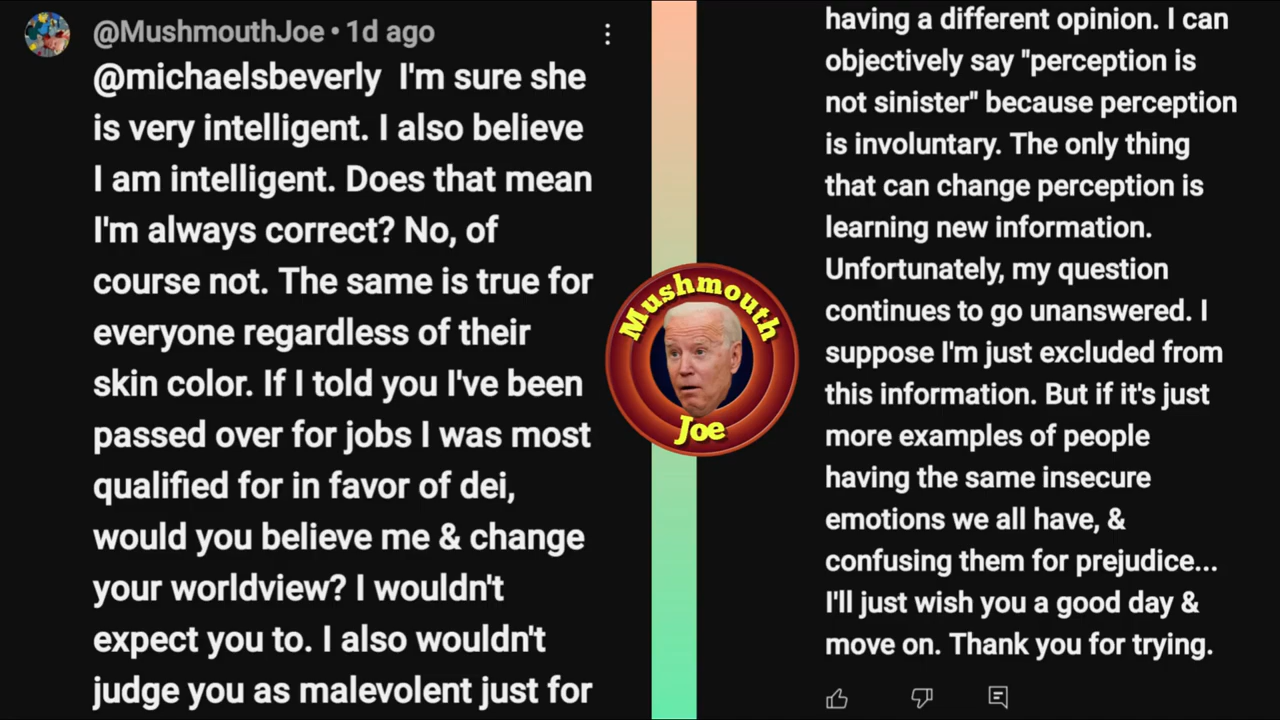 @MushmouthJoe • 1d ago
@michaelsbeverly I'm sure she
is very intelligent. I also believe
I am intelligent. Does that mean
I'm always correct? No, of
course not. The same is true for
everyone regardless of their
skin color. If I told you I've been
passed over for jobs I was most
qualified for in favor of dei,
would you believe me & change
your worldview? I wouldn't
expect you to. I also wouldn't
judge you as malevolent just for
Mushmouth
Joe
having a different opinion. I can
objectively say "perception is
not sinister" because perception
is involuntary. The only thing
that can change perception is
learning new information.
Unfortunately, my question
continues to go unanswered. I
suppose I'm just excluded from
this information. But if it's just
more examples of people
having the same insecure
emotions we all have, &
confusing them for prejudice...
I'll just wish you a good day &
move on. Thank you for trying.